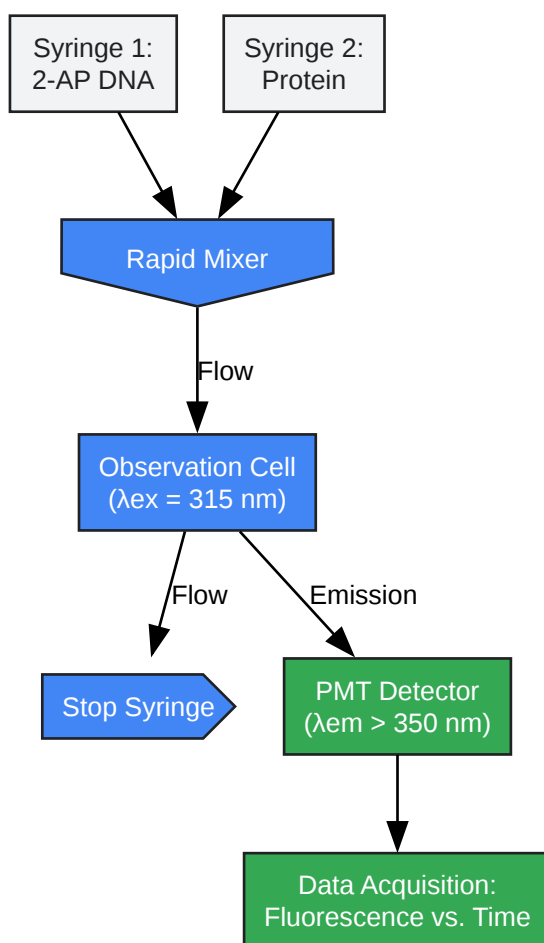 Syringe 1:
2-AP DNA
Syringe 2:
Protein
Rapid Mixer
Flow
Observation Cell
(λex = 315 nm)
Flow
Emission
Stop Syringe
PMT Detector
(λem > 350 nm)
Data Acquisition:
Fluorescence vs. Time